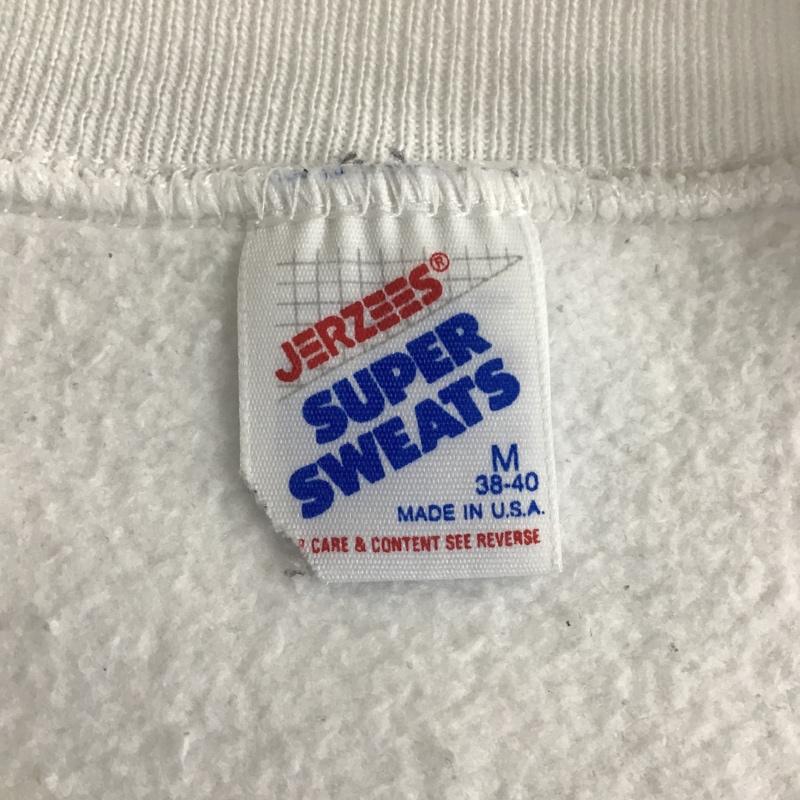 JERZEES®
SUPER
SWEATS
M
38-40
MADE IN U.S.A.
CARE & CONTENT SEE REVERSE